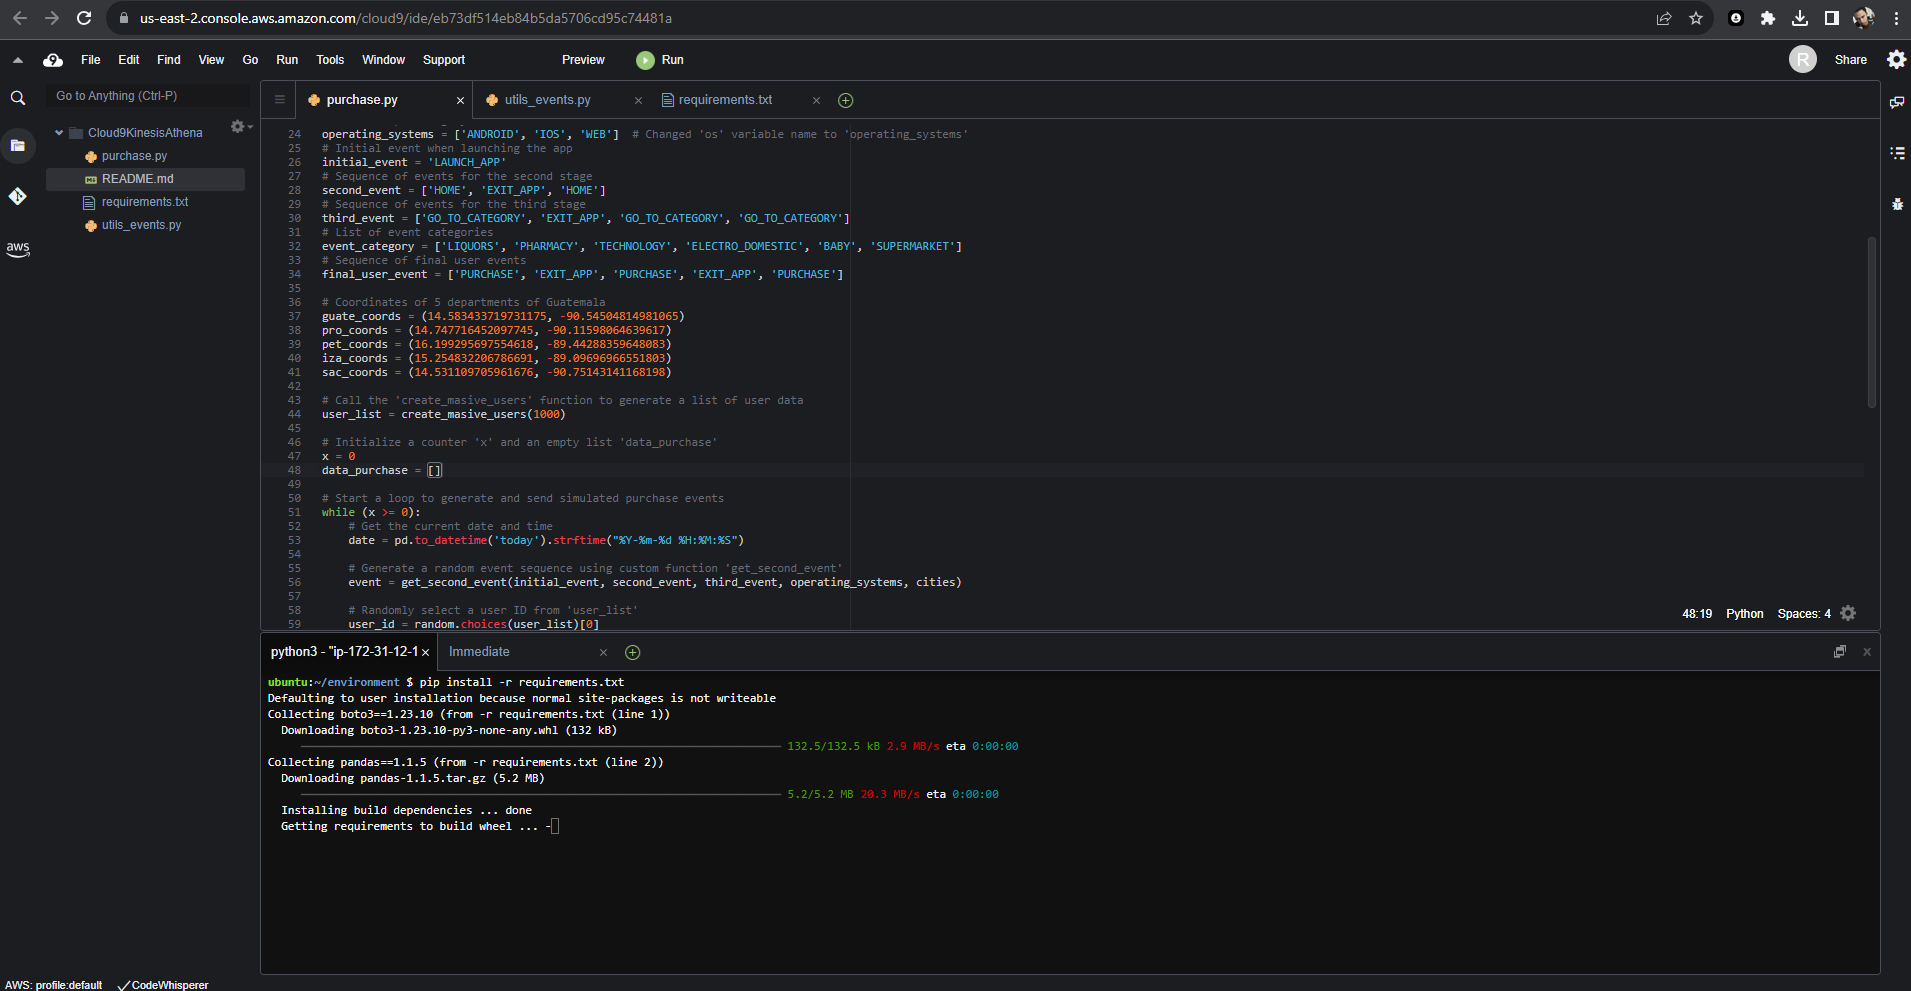 us-east-2.console.aws.amazon.com/cloud9/ide/eb73df514eb84b5da5706cd95c74481a
9 File Edit Find View Go Run Tools Window Support Preview Run R Share
Go to Anything (Ctrl-P)
Cloud9KinesisAthena
purchase.py
README.md
requirements.txt
utils_events.py
aws
purchase.py utils_events.py requirements.txt
24 operating_systems = ['ANDROID', 'IOS', 'WEB']  # Changed 'os' variable name to 'operating_systems'
25 # Initial event when launching the app
26 initial_event = 'LAUNCH_APP'
27 # Sequence of events for the second stage
28 second_event = ['HOME', 'EXIT_APP', 'HOME']
29 # Sequence of events for the third stage
30 third_event = ['GO_TO_CATEGORY', 'EXIT_APP', 'GO_TO_CATEGORY', 'GO_TO_CATEGORY']
31 # List of event categories
32 event_category = ['LIQUORS', 'PHARMACY', 'TECHNOLOGY', 'ELECTRO_DOMESTIC', 'BABY', 'SUPERMARKET']
33 # Sequence of final user events
34 final_user_event = ['PURCHASE', 'EXIT_APP', 'PURCHASE', 'EXIT_APP', 'PURCHASE']
35
36 # Coordinates of 5 departments of Guatemala
37 guate_coords = (14.583433719731175, -90.54504814981065)
38 pro_coords = (14.747716452097745, -90.11598064639617)
39 pet_coords = (16.199295697554618, -89.44288359648083)
40 iza_coords = (15.254832206786691, -89.09696966551803)
41 sac_coords = (14.531109705961676, -90.75143141168198)
42
43 # Call the 'create_masive_users' function to generate a list of user data
44 user_list = create_masive_users(1000)
45
46 # Initialize a counter 'x' and an empty list 'data_purchase'
47 x = 0
48 data_purchase = []
49
50 # Start a loop to generate and send simulated purchase events
51 while (x >= 0):
52     # Get the current date and time
53     date = pd.to_datetime('today').strftime("%Y-%m-%d %H:%M:%S")
54
55     # Generate a random event sequence using custom function 'get_second_event'
56     event = get_second_event(initial_event, second_event, third_event, operating_systems, cities)
57
58     # Randomly select a user ID from 'user_list'
59     user_id = random.choices(user_list)[0]
48:19 Python Spaces: 4
python3 - "ip-172-31-12-1 Immediate
ubuntu:~/environment $ pip install -r requirements.txt
Defaulting to user installation because normal site-packages is not writeable
Collecting boto3==1.23.10 (from -r requirements.txt (line 1))
Downloading boto3-1.23.10-py3-none-any.whl (132 kB)
132.5/132.5 kB 2.9 MB/s eta 0:00:00
Collecting pandas==1.1.5 (from -r requirements.txt (line 2))
Downloading pandas-1.1.5.tar.gz (5.2 MB)
5.2/5.2 MB 20.3 MB/s eta 0:00:00
Installing build dependencies ... done
Getting requirements to build wheel ... -
AWS: profile:default CodeWhisperer